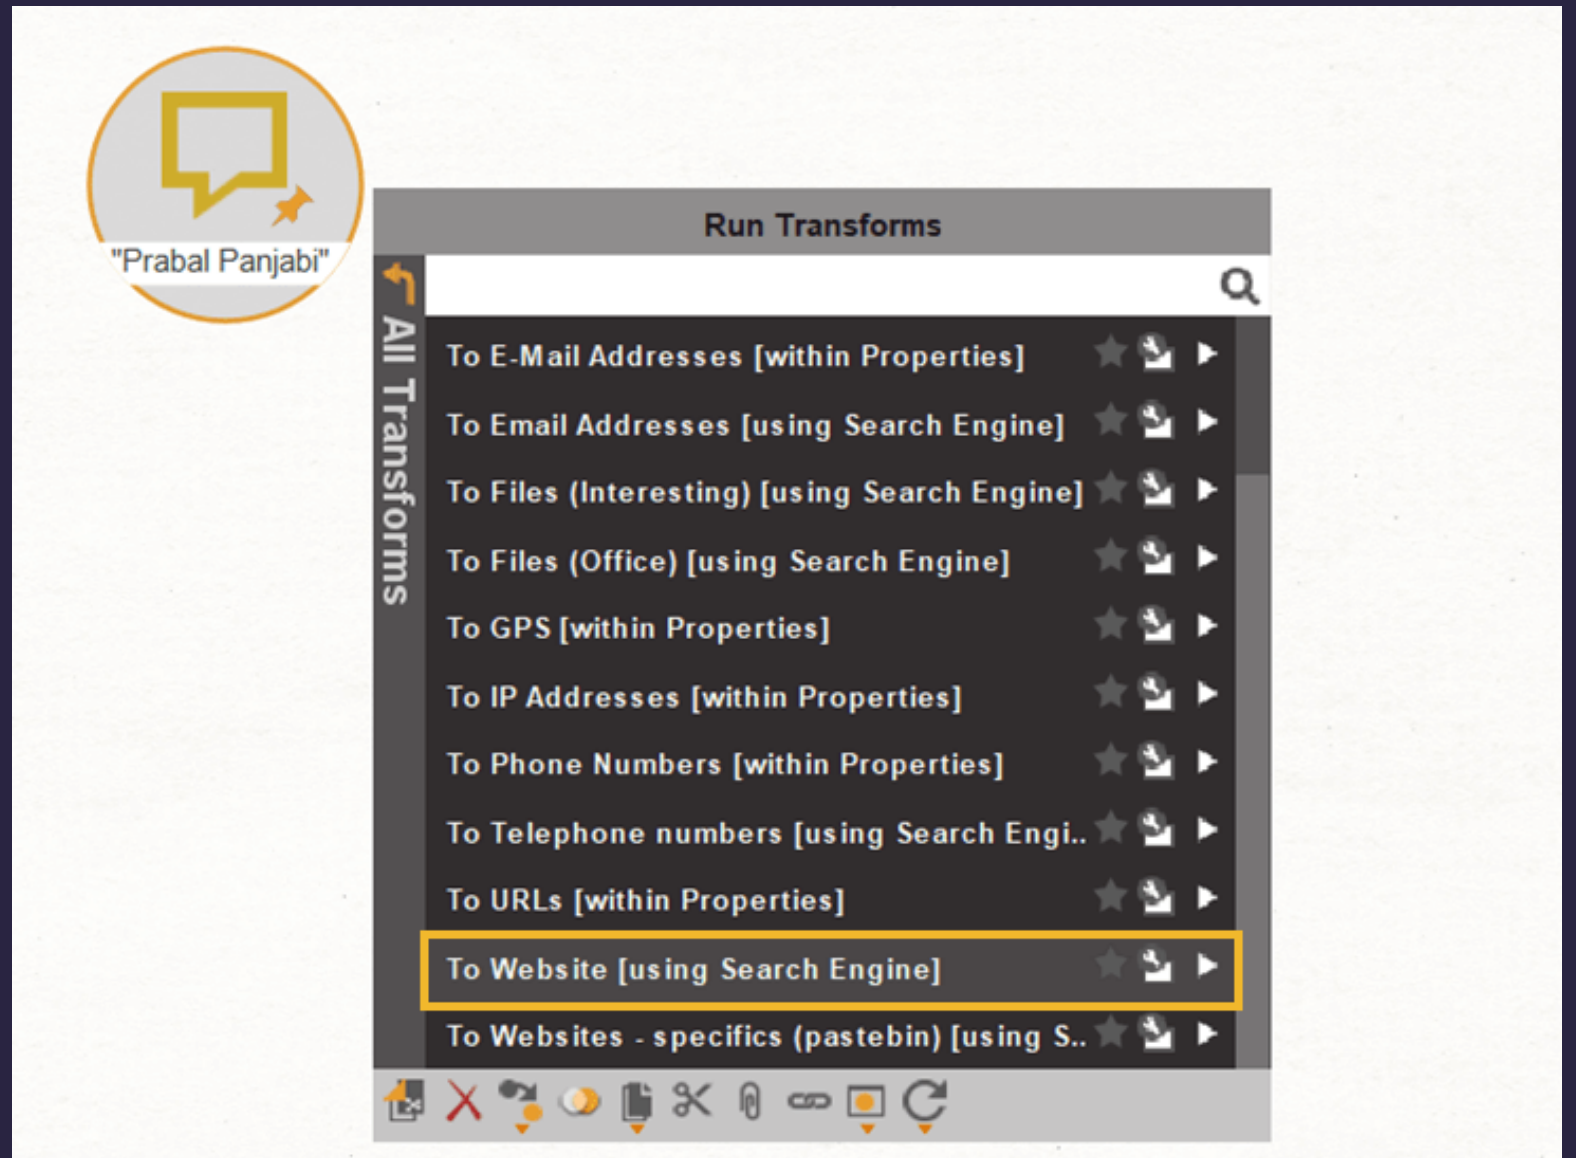 "Prabal Panjabi"
Run Transforms
All Transforms
To E-Mail Addresses [within Properties]
To Email Addresses [using Search Engine]
To Files (Interesting) [using Search Engine]
To Files (Office) [using Search Engine]
To GPS [within Properties]
To IP Addresses [within Properties]
To Phone Numbers [within Properties]
To Telephone numbers [using Search Engi..
To URLs [within Properties]
To Website [using Search Engine]
To Websites - specifics (pastebin) [using S..